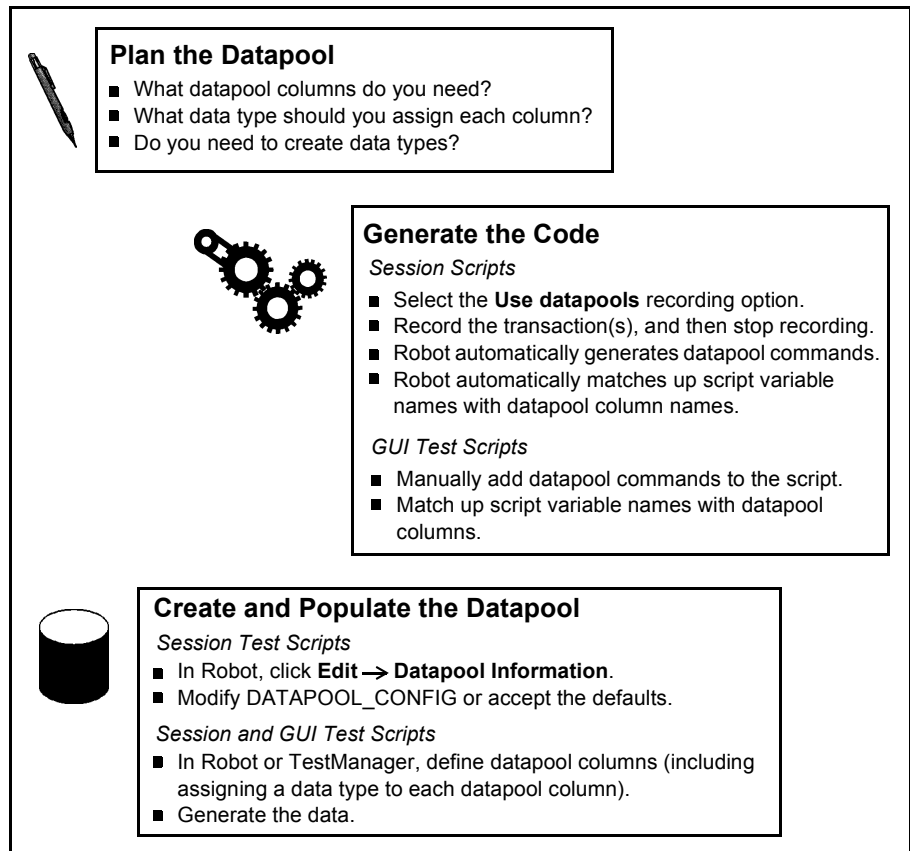 Plan the Datapool
■ What datapool columns do you need?
■ What data type should you assign each column?
■ Do you need to create data types?
Generate the Code
Session Scripts
■ Select the Use datapools recording option.
■ Record the transaction(s), and then stop recording.
■ Robot automatically generates datapool commands.
■ Robot automatically matches up script variable
names with datapool column names.
GUI Test Scripts
■ Manually add datapool commands to the script.
■ Match up script variable names with datapool
columns.
Create and Populate the Datapool
Session Test Scripts
■ In Robot, click Edit → Datapool Information.
■ Modify DATAPOOL_CONFIG or accept the defaults.
Session and GUI Test Scripts
■ In Robot or TestManager, define datapool columns (including
assigning a data type to each datapool column).
■ Generate the data.